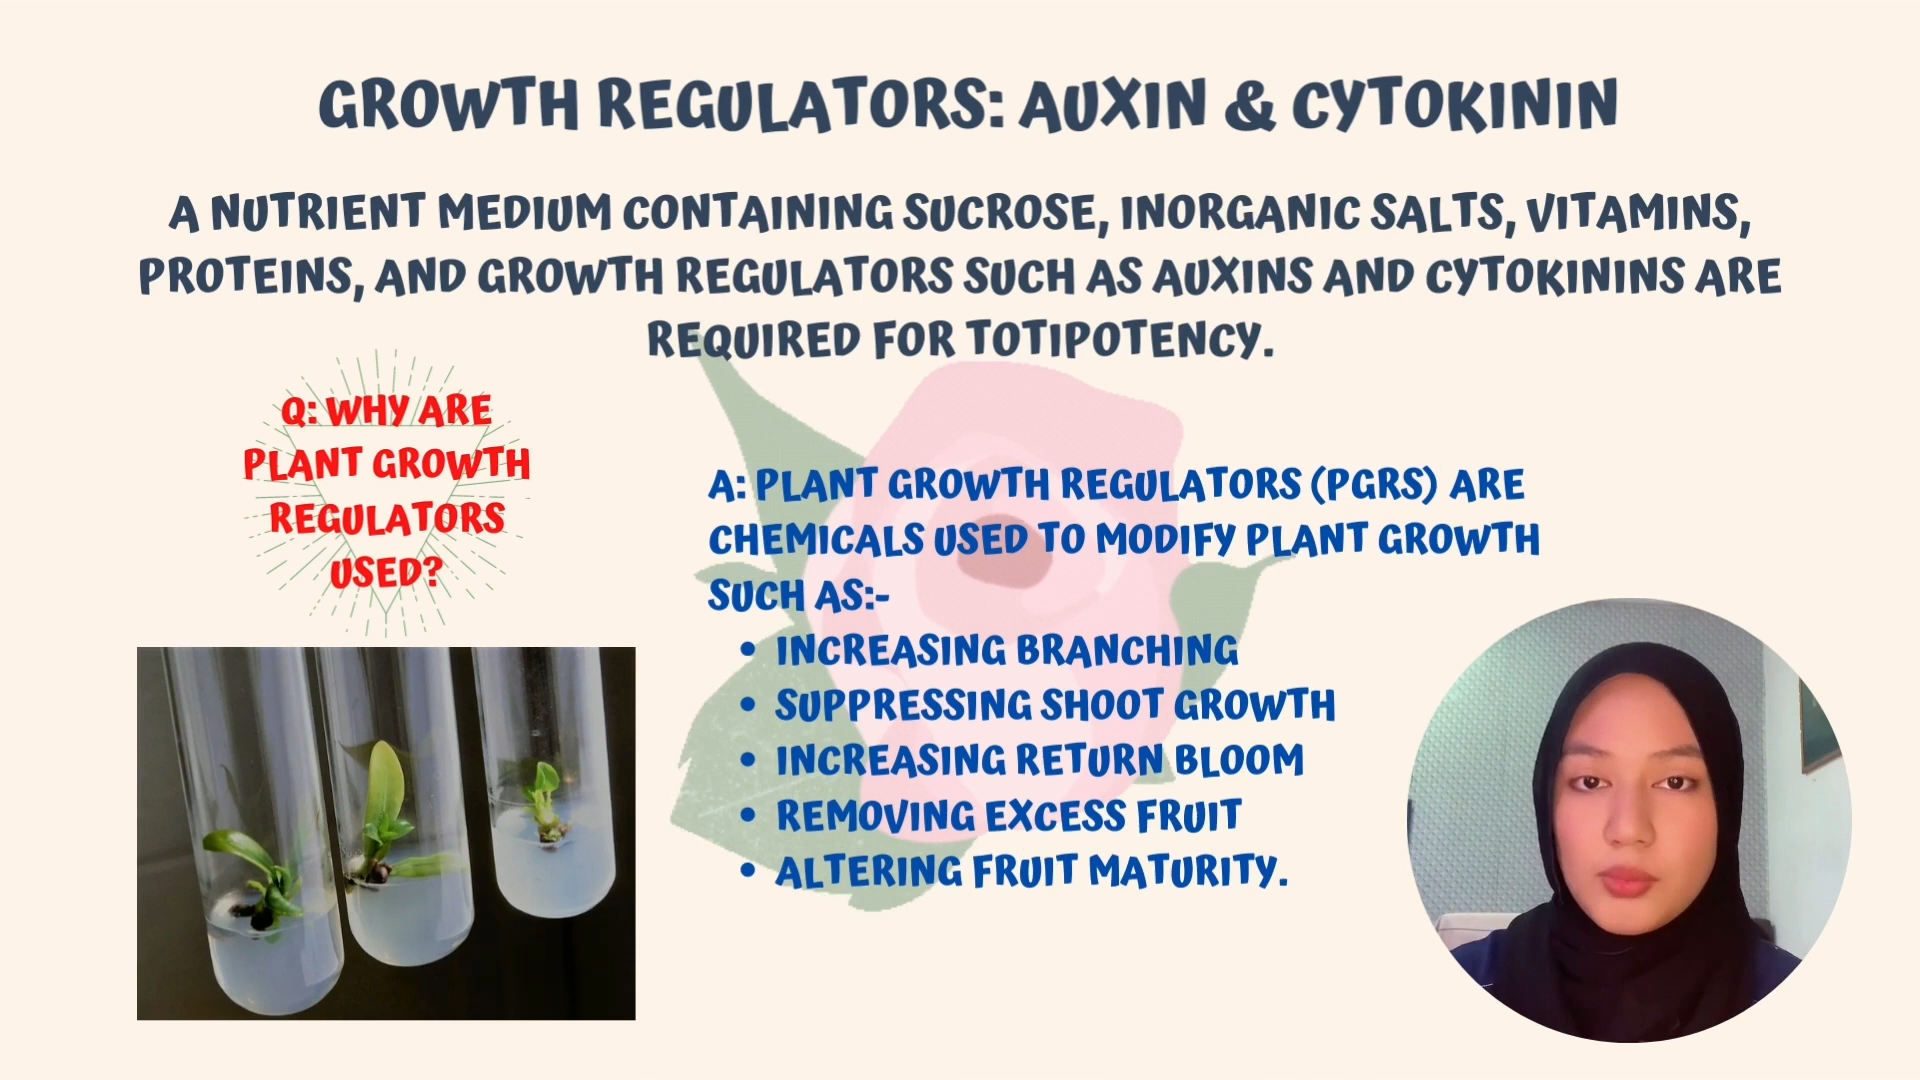 GROWTH REGULATORS: AUXIN & CYTOKININ
A NUTRIENT MEDIUM CONTAINING SUCROSE, INORGANIC SALTS, VITAMINS,
PROTEINS, AND GROWTH REGULATORS SUCH AS AUXINS AND CYTOKININS ARE
REQUIRED FOR TOTIPOTENCY.
Q: WHY ARE
PLANT GROWTH
REGULATORS
USED?
A: PLANT GROWTH REGULATORS (PGRS) ARE
CHEMICALS USED TO MODIFY PLANT GROWTH
SUCH AS:-
• INCREASING BRANCHING
• SUPPRESSING SHOOT GROWTH
• INCREASING RETURN BLOOM
• REMOVING EXCESS FRUIT
• ALTERING FRUIT MATURITY.